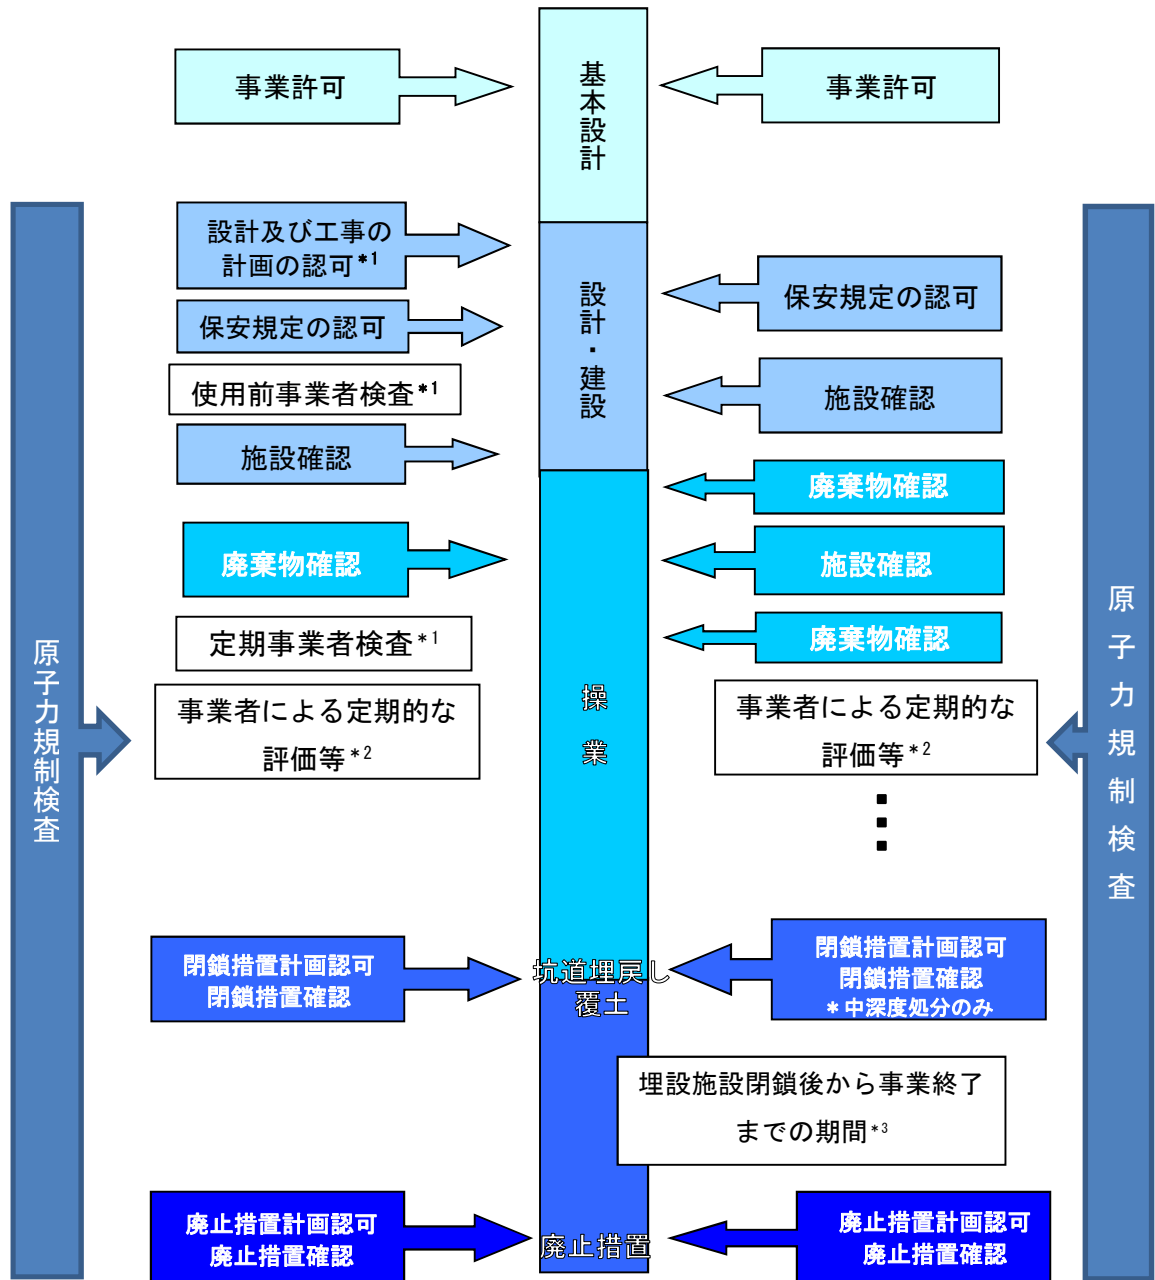 基本設計
事業許可
事業許可
設計及び工事の
計画の認可*1
保安規定の認可
使用前事業者検査*1
施設確認
設計・建設
保安規定の認可
施設確認
廃棄物確認
廃棄物確認
施設確認
廃棄物確認
定期事業者検査*1
事業者による定期的な
評価等*2
操業
事業者による定期的な
評価等*2
原子力規制検査
原子力規制検査
閉鎖措置計画認可
閉鎖措置確認
坑道埋戻し
覆土
閉鎖措置計画認可
閉鎖措置確認
*中深度処分のみ
埋設施設閉鎖後から事業終了
までの期間*3
廃止措置計画認可
廃止措置確認
廃止措置
廃止措置計画認可
廃止措置確認